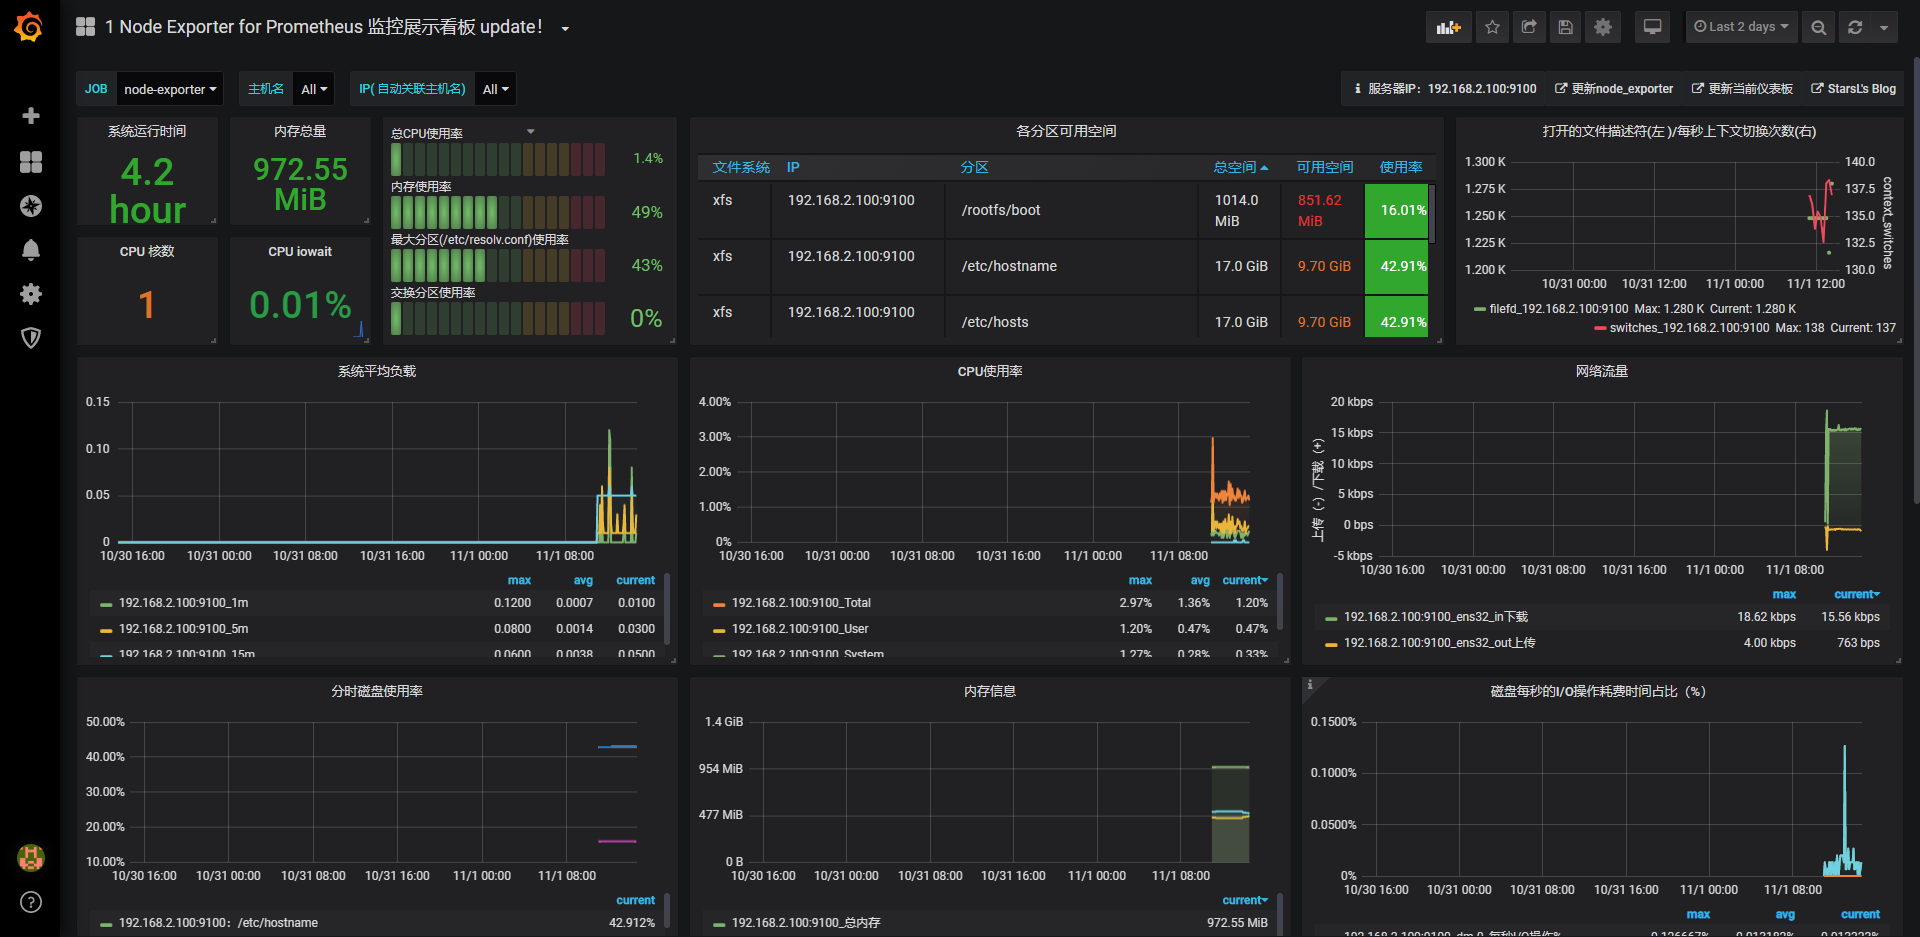 1 Node Exporter for Prometheus 监控展示看板 update!
Last 2 days
JOB node-exporter 主机名 All IP( 自动关联主机名) All
服务器IP: 192.168.2.100:9100 更新node_exporter 更新当前仪表板 StarsL's Blog
系统运行时间
4.2
hour
内存总量
972.55
MiB
CPU 核数
1
CPU iowait
0.01%
总CPU使用率
1.4%
内存使用率
49%
最大分区(/etc/resolv.conf)使用率
43%
交换分区使用率
0%
各分区可用空间
文件系统 IP 分区 总空间 可用空间 使用率
xfs 192.168.2.100:9100 /rootfs/boot 1014.0 MiB 851.62 MiB 16.01%
xfs 192.168.2.100:9100 /etc/hostname 17.0 GiB 9.70 GiB 42.91%
xfs 192.168.2.100:9100 /etc/hosts 17.0 GiB 9.70 GiB 42.91%
打开的文件描述符(左 )/每秒上下文切换次数(右)
1.300 K 140.0
1.275 K 137.5
1.250 K 135.0
1.225 K 132.5
1.200 K 130.0
context_switches
10/31 00:00 10/31 12:00 11/1 00:00 11/1 12:00
filefd_192.168.2.100:9100 Max: 1.280 K Current: 1.280 K
switches_192.168.2.100:9100 Max: 138 Current: 137
系统平均负载
0.15
0.10
0.05
0
10/30 16:00 10/31 00:00 10/31 08:00 10/31 16:00 11/1 00:00 11/1 08:00
max avg current
192.168.2.100:9100_1m 0.1200 0.0007 0.0100
192.168.2.100:9100_5m 0.0800 0.0014 0.0300
192.168.2.100:9100_15m 0.0600 0.0038 0.0500
CPU使用率
4.00%
3.00%
2.00%
1.00%
0%
10/30 16:00 10/31 00:00 10/31 08:00 10/31 16:00 11/1 00:00 11/1 08:00
max avg current
192.168.2.100:9100_Total 2.97% 1.36% 1.20%
192.168.2.100:9100_User 1.20% 0.47% 0.47%
192.168.2.100:9100_System 1.27% 0.28% 0.33%
网络流量
上传（-）/下载（+）
20 kbps
15 kbps
10 kbps
5 kbps
0 bps
-5 kbps
10/30 16:00 10/31 00:00 10/31 08:00 10/31 16:00 11/1 00:00 11/1 08:00
max current
192.168.2.100:9100_ens32_in下载 18.62 kbps 15.56 kbps
192.168.2.100:9100_ens32_out上传 4.00 kbps 763 bps
分时磁盘使用率
50.00%
40.00%
30.00%
20.00%
10.00%
10/30 16:00 10/31 00:00 10/31 08:00 10/31 16:00 11/1 00:00 11/1 08:00
current
192.168.2.100:9100：/etc/hostname 42.912%
内存信息
1.4 GiB
954 MiB
477 MiB
0 B
10/30 16:00 10/31 00:00 10/31 08:00 10/31 16:00 11/1 00:00 11/1 08:00
current
192.168.2.100:9100_总内存 972.55 MiB
磁盘每秒的I/O操作耗费时间占比（%）
0.1500%
0.1000%
0.0500%
0%
10/30 16:00 10/31 00:00 10/31 08:00 10/31 16:00 11/1 00:00 11/1 08:00
max avg current
192.168.2.100:9100_dm-0_每秒I/O操作%